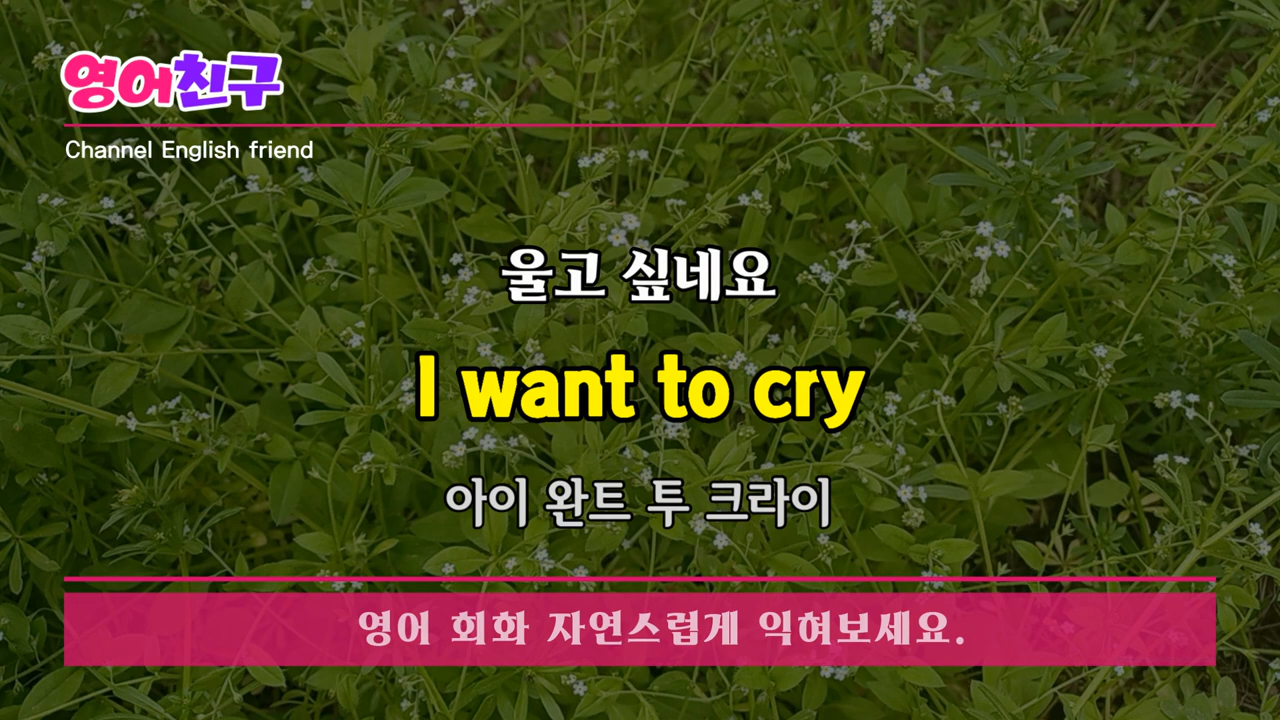 영어친구
Channel English friend
울고 싶네요
I want to cry
아이 완트 투 크라이
영어 회화 자연스럽게 익혀보세요.